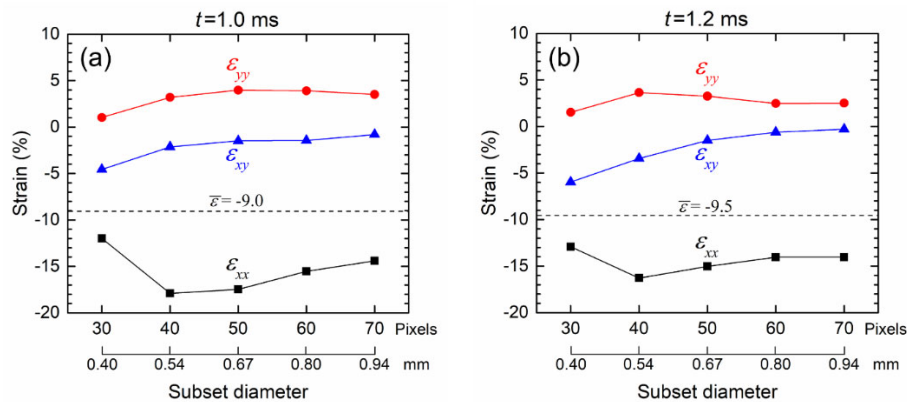 t=1.0 ms
(a)
Strain (%)
10
5
0
-5
-10
-15
-20
εyy
εxy
ε̅ = -9.0
εxx
30 40 50 60 70 Pixels
0.40 0.54 0.67 0.80 0.94 mm
Subset diameter
t=1.2 ms
(b)
Strain (%)
10
5
0
-5
-10
-15
-20
εyy
εxy
ε̅ = -9.5
εxx
30 40 50 60 70 Pixels
0.40 0.54 0.67 0.80 0.94 mm
Subset diameter